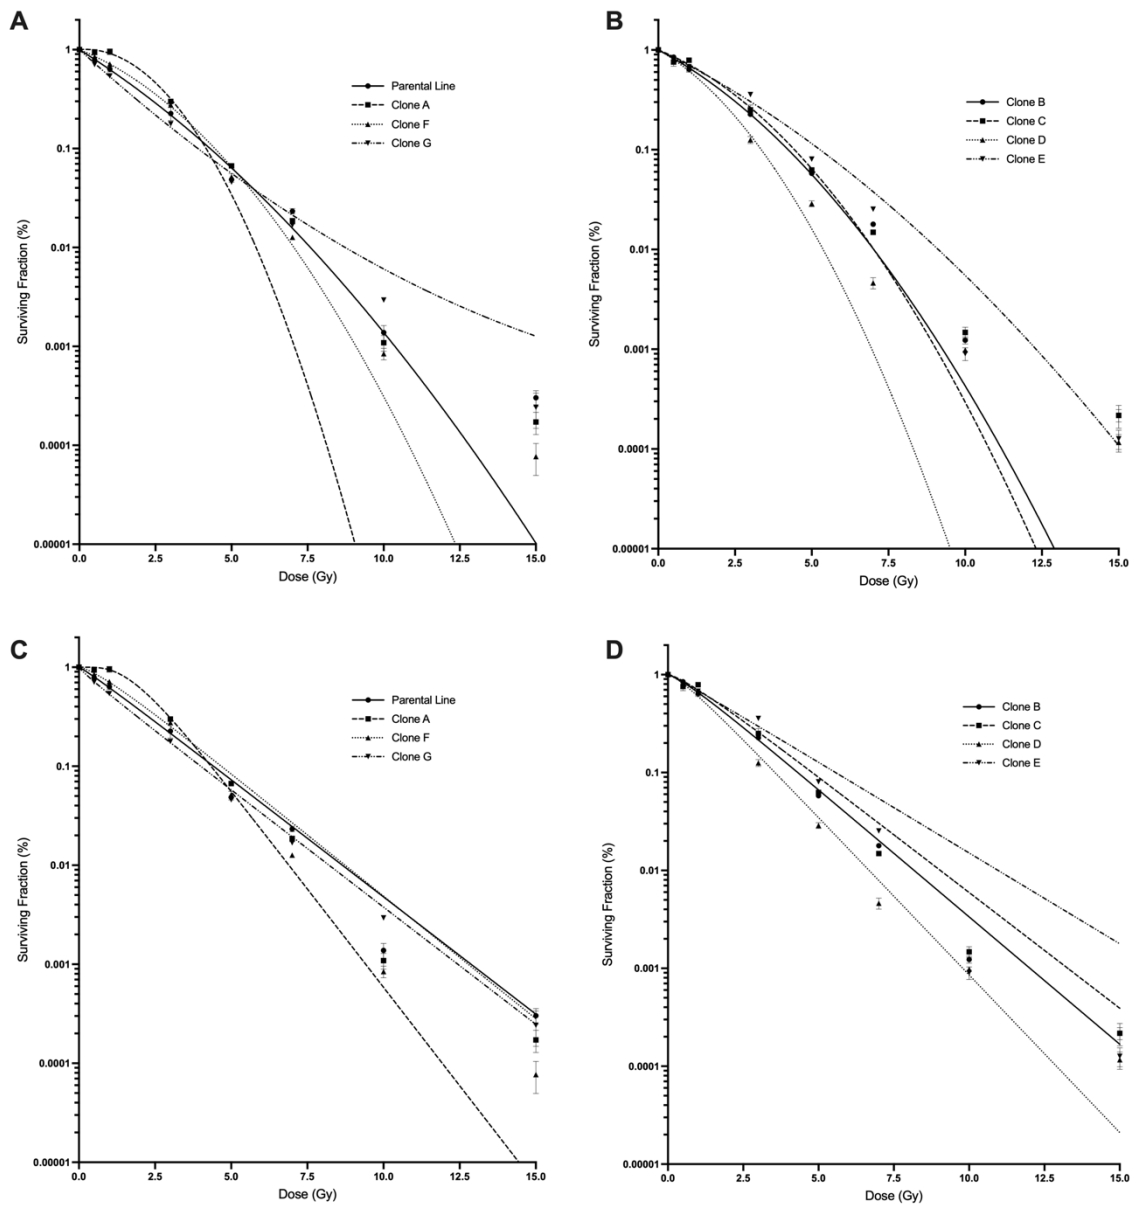 A
Surviving Fraction (%)
1
0.1
0.01
0.001
0.0001
0.00001
0.0 2.5 5.0 7.5 10.0 12.5 15.0
Dose (Gy)
Parental Line
Clone A
Clone F
Clone G
B
Surviving Fraction (%)
1
0.1
0.01
0.001
0.0001
0.00001
0.0 2.5 5.0 7.5 10.0 12.5 15.0
Dose (Gy)
Clone B
Clone C
Clone D
Clone E
C
Surviving Fraction (%)
1
0.1
0.01
0.001
0.0001
0.00001
0.0 2.5 5.0 7.5 10.0 12.5 15.0
Dose (Gy)
Parental Line
Clone A
Clone F
Clone G
D
Surviving Fraction (%)
1
0.1
0.01
0.001
0.0001
0.00001
0.0 2.5 5.0 7.5 10.0 12.5 15.0
Dose (Gy)
Clone B
Clone C
Clone D
Clone E